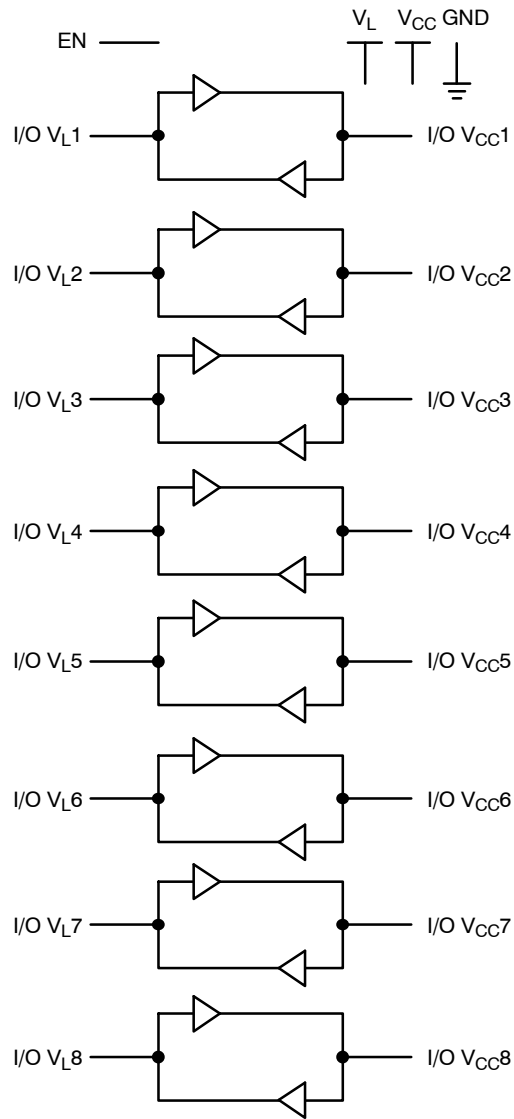 EN V_L V_CC GND
I/O V_L1 I/O V_CC1
I/O V_L2 I/O V_CC2
I/O V_L3 I/O V_CC3
I/O V_L4 I/O V_CC4
I/O V_L5 I/O V_CC5
I/O V_L6 I/O V_CC6
I/O V_L7 I/O V_CC7
I/O V_L8 I/O V_CC8